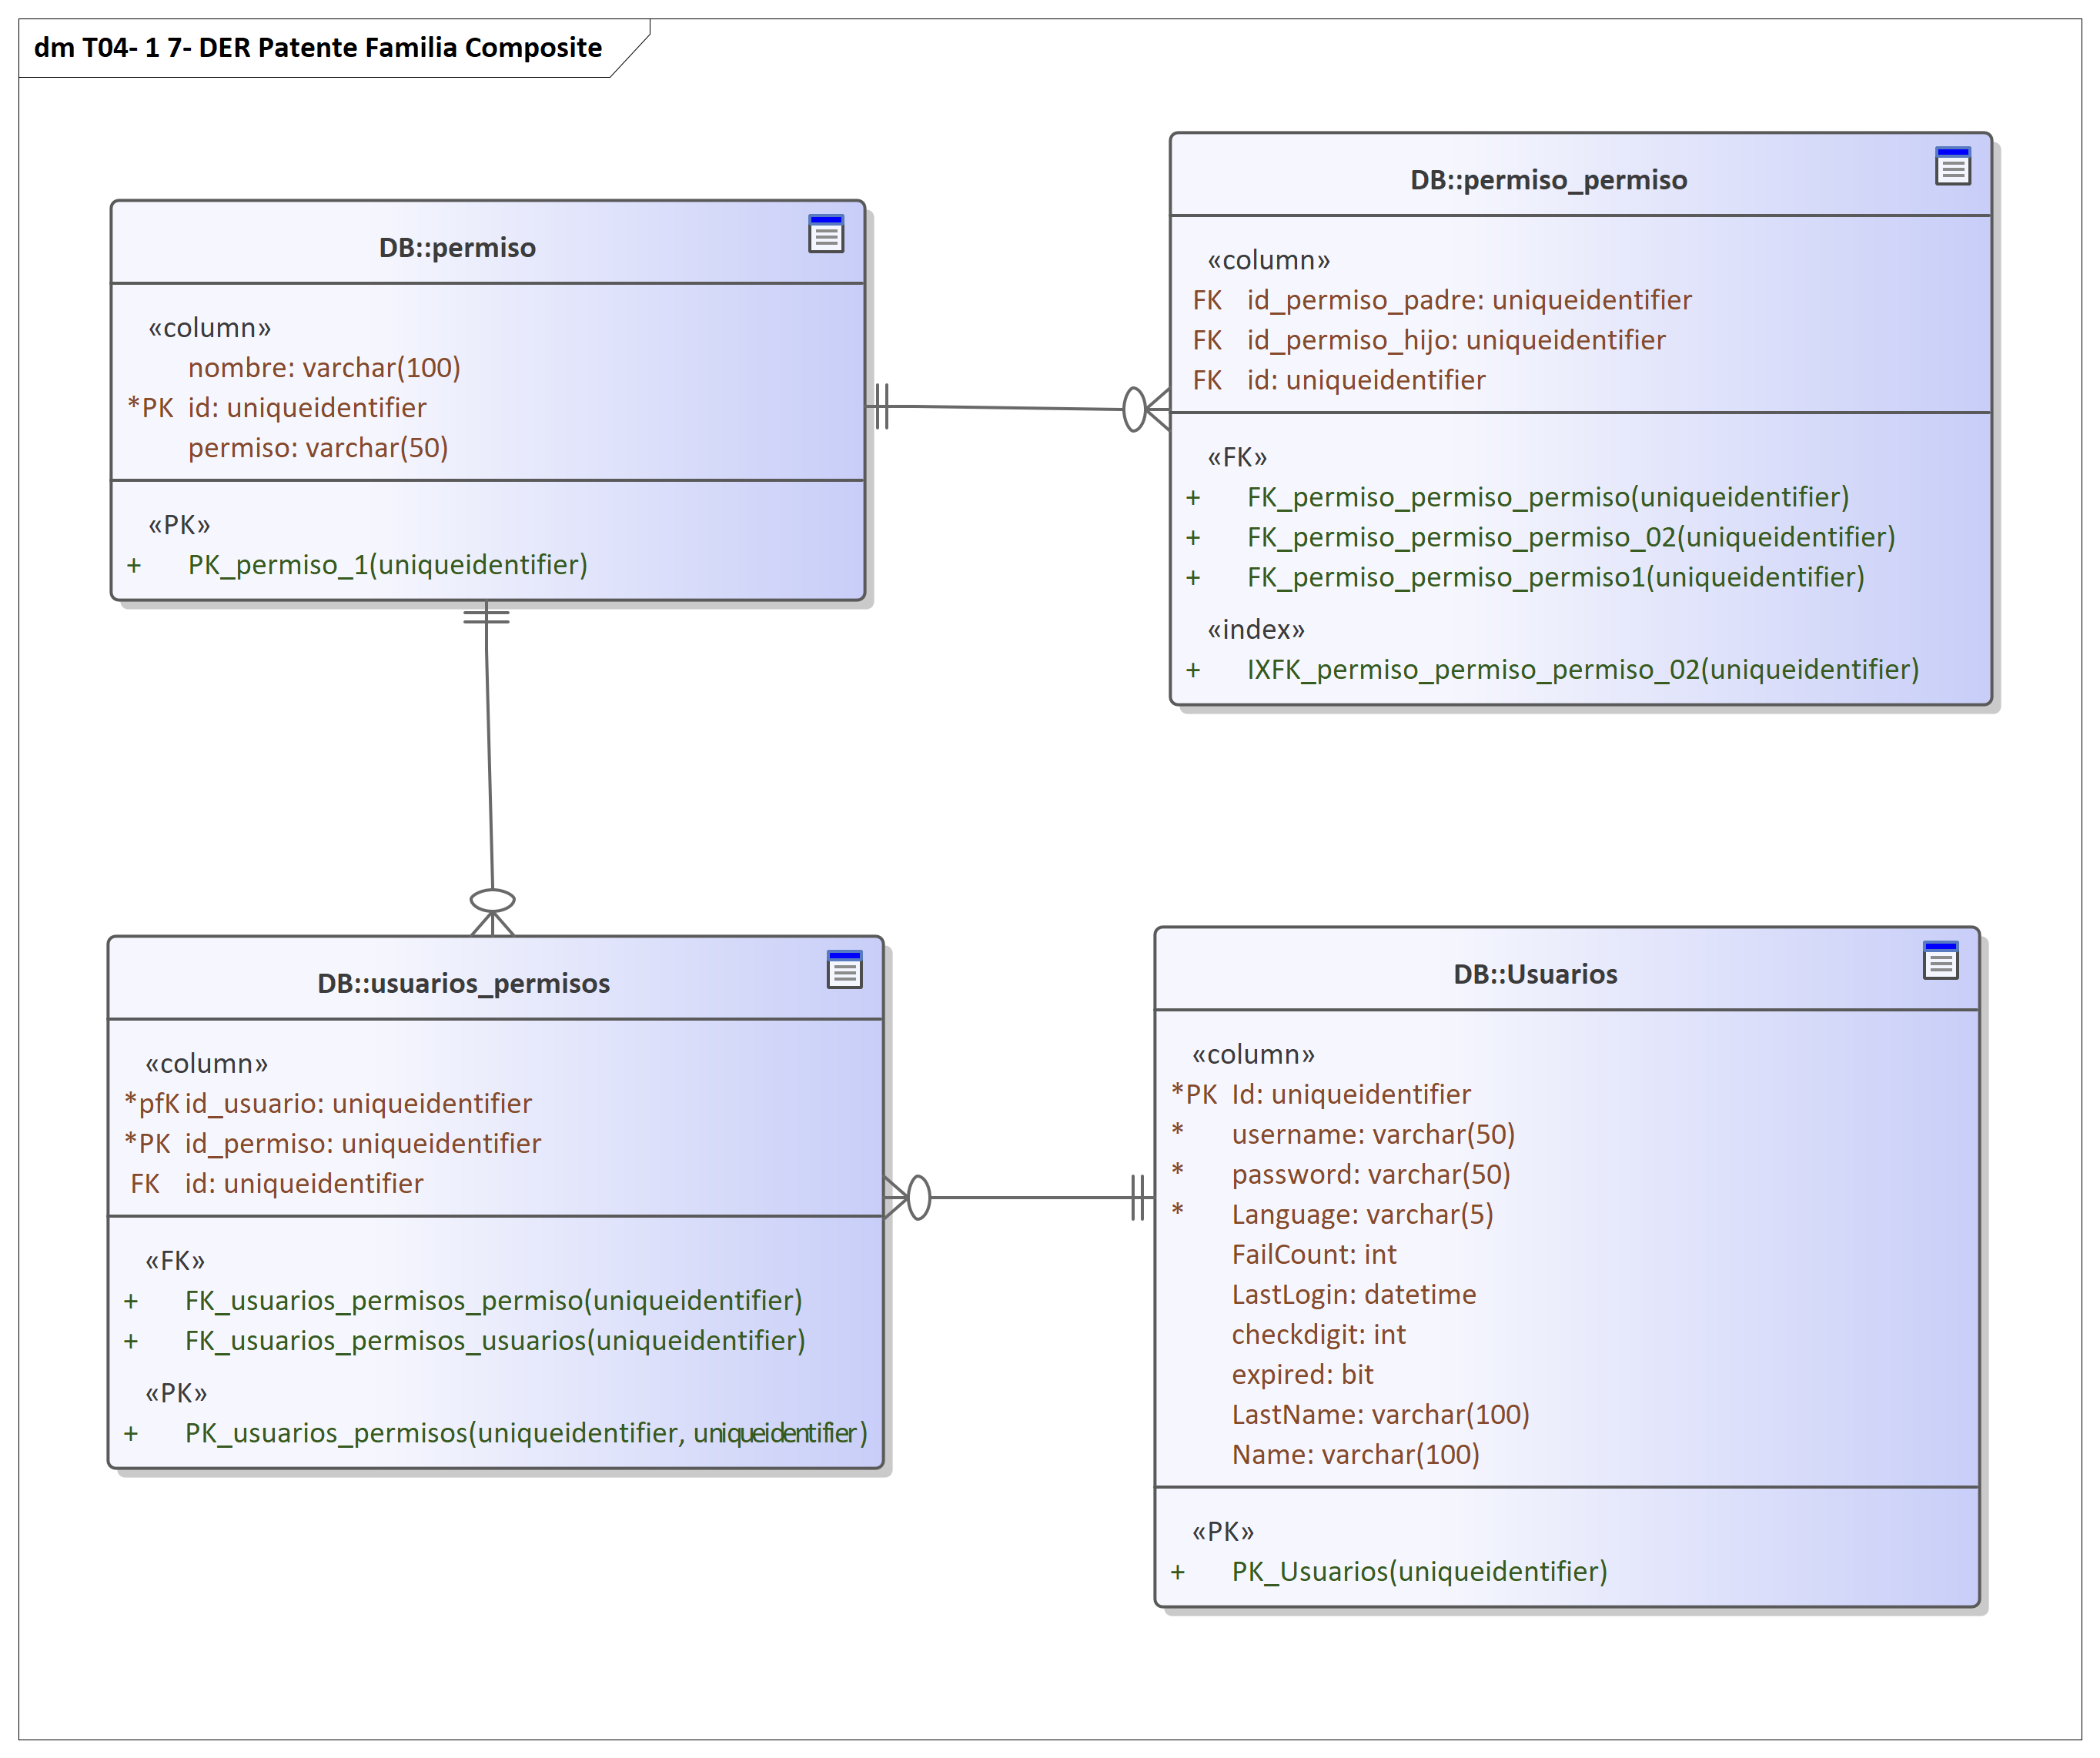 dm T04- 1 7- DER Patente Familia Composite
DB::permiso
«column»
nombre: varchar(100)
*PK id: uniqueidentifier
permiso: varchar(50)
«PK»
+ PK_permiso_1(uniqueidentifier)
DB::permiso_permiso
«column»
FK id_permiso_padre: uniqueidentifier
FK id_permiso_hijo: uniqueidentifier
FK id: uniqueidentifier
«FK»
+ FK_permiso_permiso_permiso(uniqueidentifier)
+ FK_permiso_permiso_permiso_02(uniqueidentifier)
+ FK_permiso_permiso_permiso1(uniqueidentifier)
«index»
+ IXFK_permiso_permiso_permiso_02(uniqueidentifier)
DB::usuarios_permisos
«column»
*pfK id_usuario: uniqueidentifier
*PK id_permiso: uniqueidentifier
FK id: uniqueidentifier
«FK»
+ FK_usuarios_permisos_permiso(uniqueidentifier)
+ FK_usuarios_permisos_usuarios(uniqueidentifier)
«PK»
+ PK_usuarios_permisos(uniqueidentifier, uniqueidentifier)
DB::Usuarios
«column»
*PK Id: uniqueidentifier
* username: varchar(50)
* password: varchar(50)
* Language: varchar(5)
FailCount: int
LastLogin: datetime
checkdigit: int
expired: bit
LastName: varchar(100)
Name: varchar(100)
«PK»
+ PK_Usuarios(uniqueidentifier)